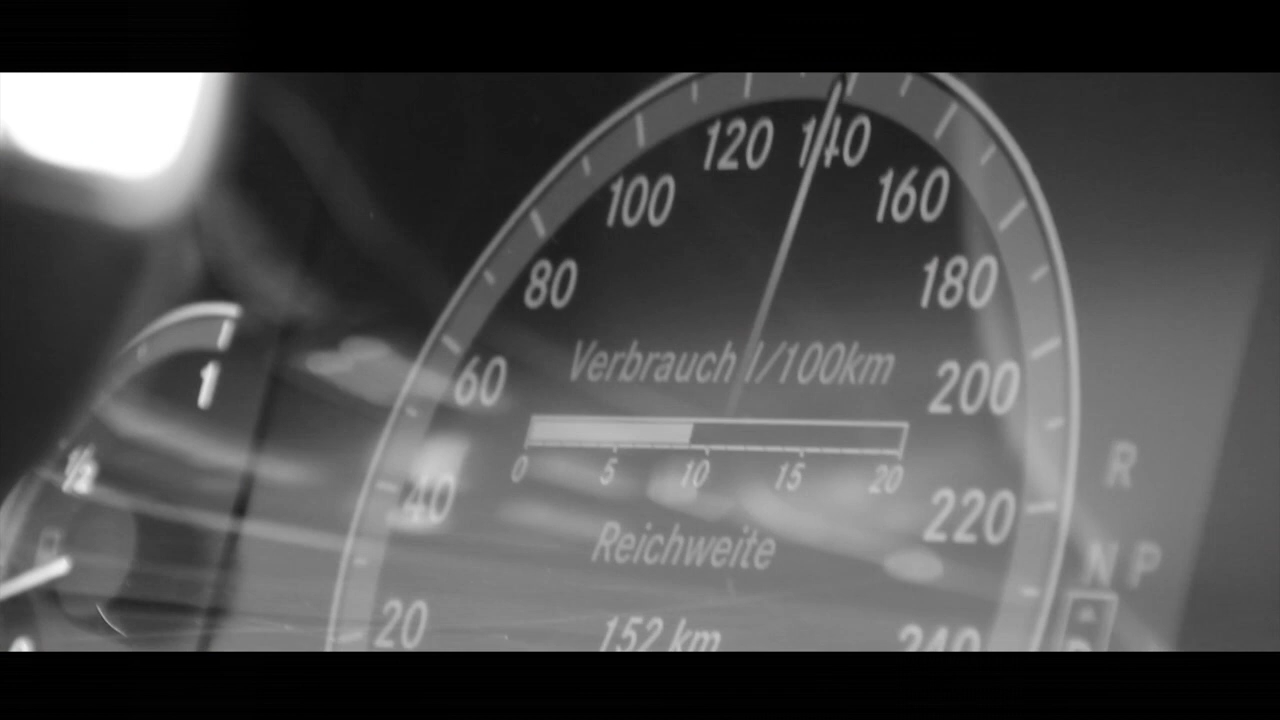 120 140
100 160
80 180
Verbrauch l/100km
60 200
0 5 10 15 20
1
½
40 220
R
Reichweite
N P
20 152 km 240